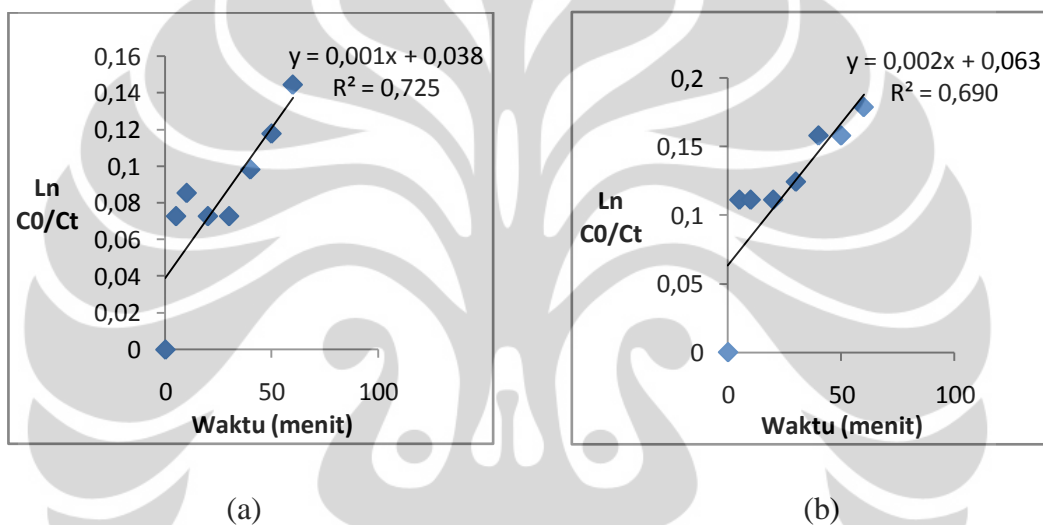 y = 0,001x + 0,038
R² = 0,725
0,16
0,14
0,12
0,1
0,08
0,06
0,04
0,02
0
Ln
C0/Ct
0
50
100
Waktu (menit)
(a)
y = 0,002x + 0,063
R² = 0,690
0,2
0,15
0,1
0,05
0
Ln
C0/Ct
0
50
100
Waktu (menit)
(b)